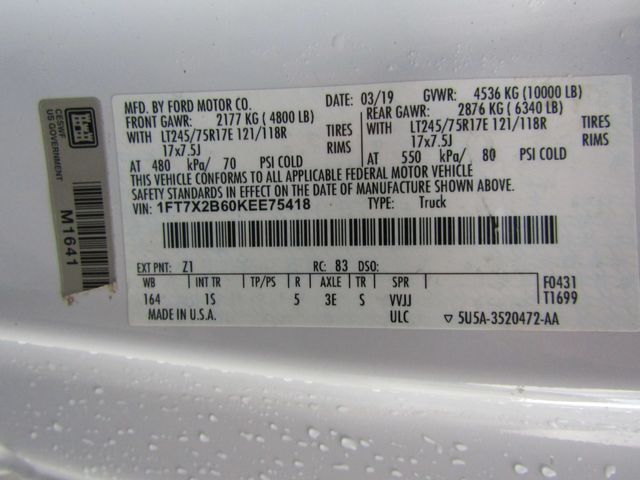 CESWF
US GOVERNMENT
M1641
MFD. BY FORD MOTOR CO.
DATE: 03/19 GVWR: 4536 KG (10000 LB)
FRONT GAWR: 2177 KG ( 4800 LB)
REAR GAWR: 2876 KG ( 6340 LB)
WITH LT245/75R17E 121/118R TIRES
WITH LT245/75R17E 121/118R TIRES
17x7.5J
17x7.5J
AT 480 kPa/ 70 PSI COLD
AT 550 kPa/ 80 PSI COLD
THIS VEHICLE CONFORMS TO ALL APPLICABLE FEDERAL MOTOR VEHICLE
SAFETY STANDARDS IN EFFECT ON THE DATE OF MANUFACTURE SHOWN ABOVE.
VIN: 1FT7X2B60KEE75418 TYPE: Truck
EXT PNT: Z1 RC: 83 DSO:
WB INT TR TP/PS R AXLE TR SPR
F0431
164 1S 5 3E S VVJJ
T1699
MADE IN U.S.A. ULC ▽ 5U5A-3520472-AA